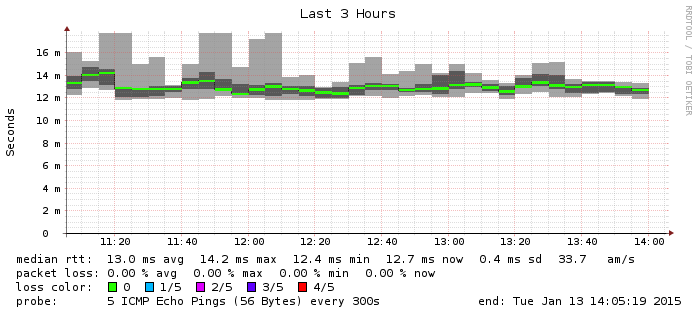 Last 3 Hours
RRDTOOL / TOBI OETIKER
Seconds
16 m
14 m
12 m
10 m
8 m
6 m
4 m
2 m
0
11:20 11:40 12:00 12:20 12:40 13:00 13:20 13:40 14:00
median rtt: 13.0 ms avg 14.2 ms max 12.4 ms min 12.7 ms now 0.4 ms sd 33.7 am/s
packet loss: 0.00 % avg 0.00 % max 0.00 % min 0.00 % now
loss color: 0 1/5 2/5 3/5 4/5
probe: 5 ICMP Echo Pings (56 Bytes) every 300s end: Tue Jan 13 14:05:19 2015